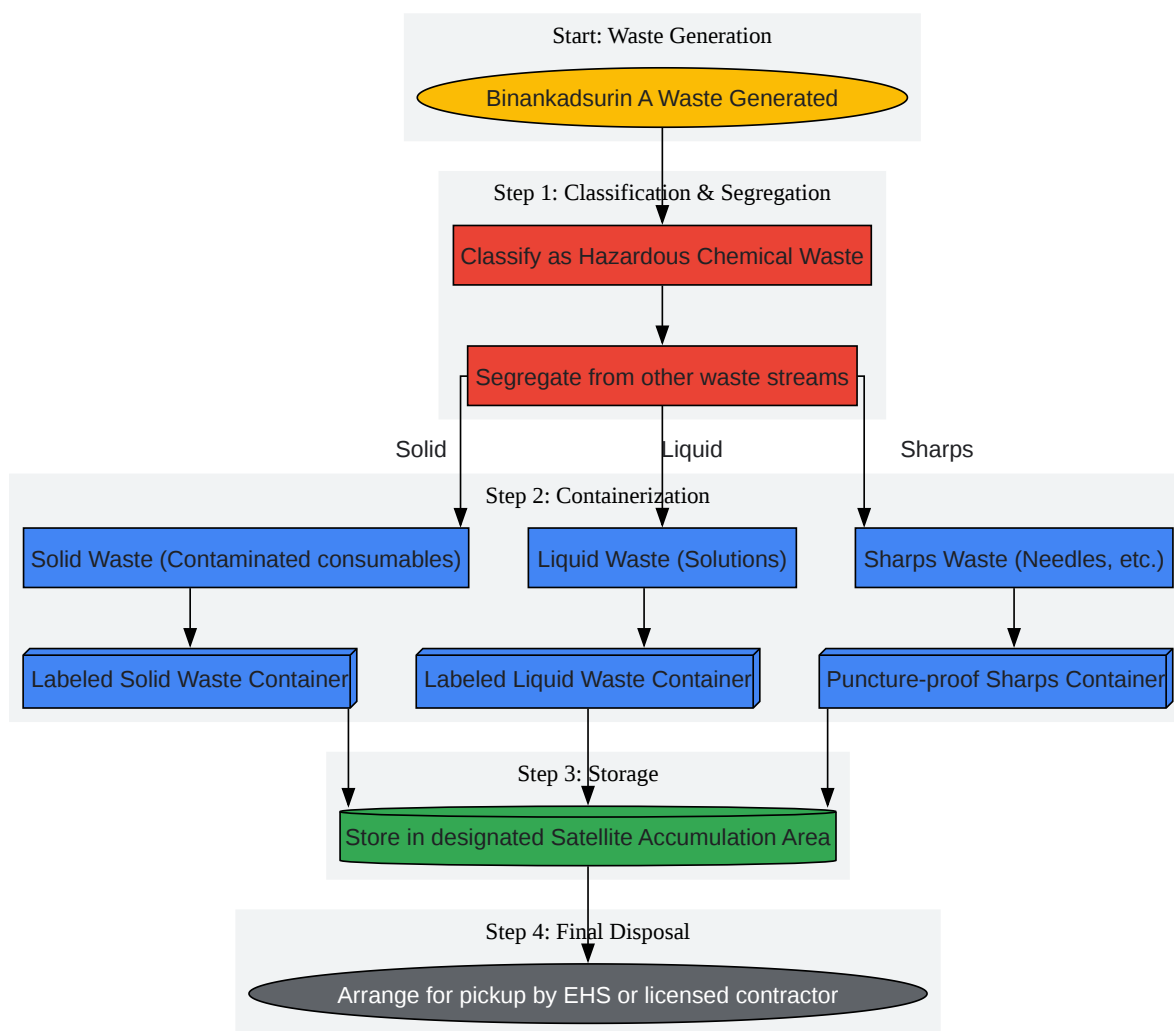 Start: Waste Generation
Binankadsurin A Waste Generated
Step 1: Classification & Segregation
Classify as Hazardous Chemical Waste
Segregate from other waste streams
Solid
Liquid
Sharps
Step 2: Containerization
Solid Waste (Contaminated consumables)
Liquid Waste (Solutions)
Sharps Waste (Needles, etc.)
Labeled Solid Waste Container
Labeled Liquid Waste Container
Puncture-proof Sharps Container
Step 3: Storage
Store in designated Satellite Accumulation Area
Step 4: Final Disposal
Arrange for pickup by EHS or licensed contractor